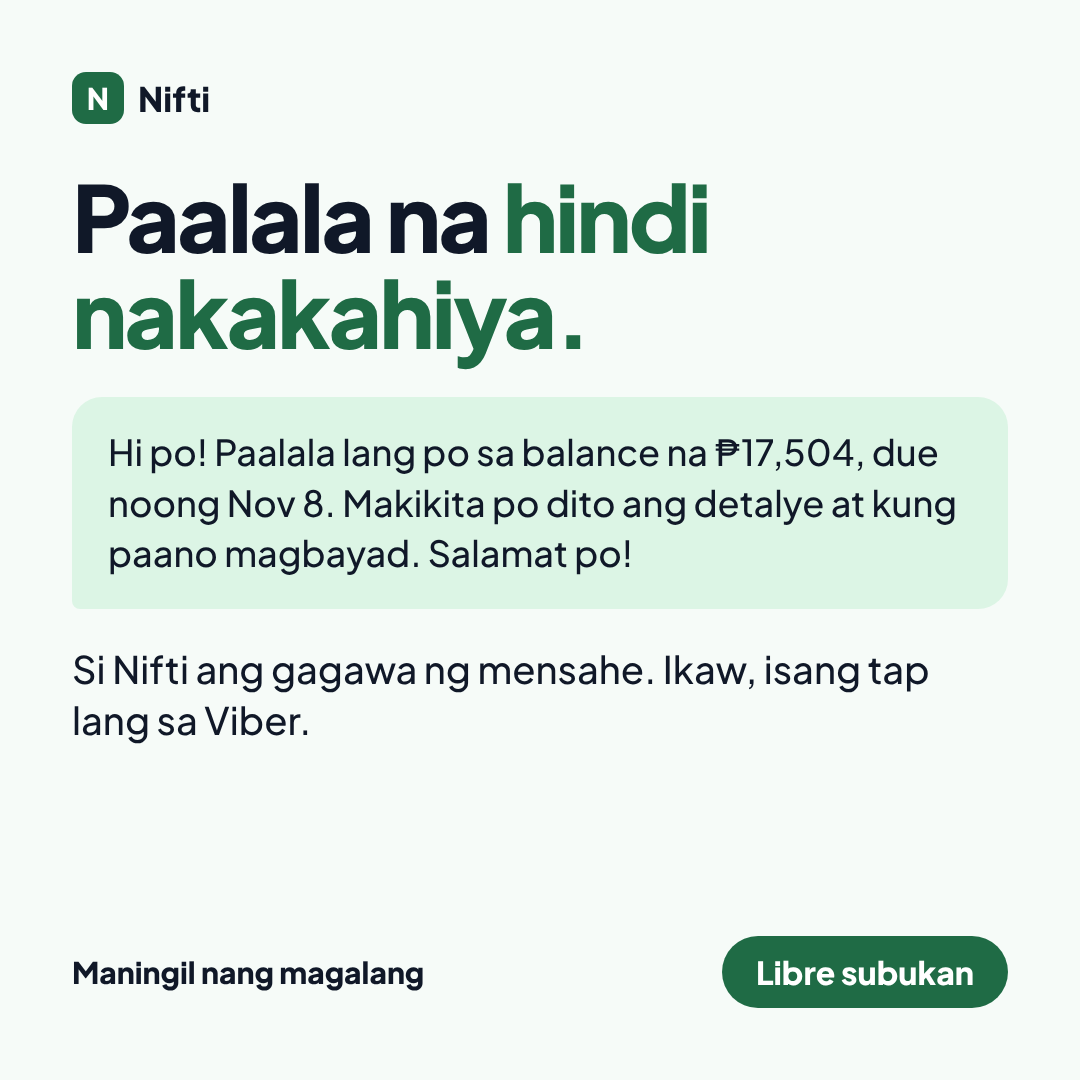 N Nifti
Paalala na hindi
nakakahiya.
Hi po! Paalala lang po sa balance na ₱17,504, due
noong Nov 8. Makikita po dito ang detalye at kung
paano magbayad. Salamat po!
Si Nifti ang gagawa ng mensahe. Ikaw, isang tap
lang sa Viber.
Maningil nang magalang
Libre subukan